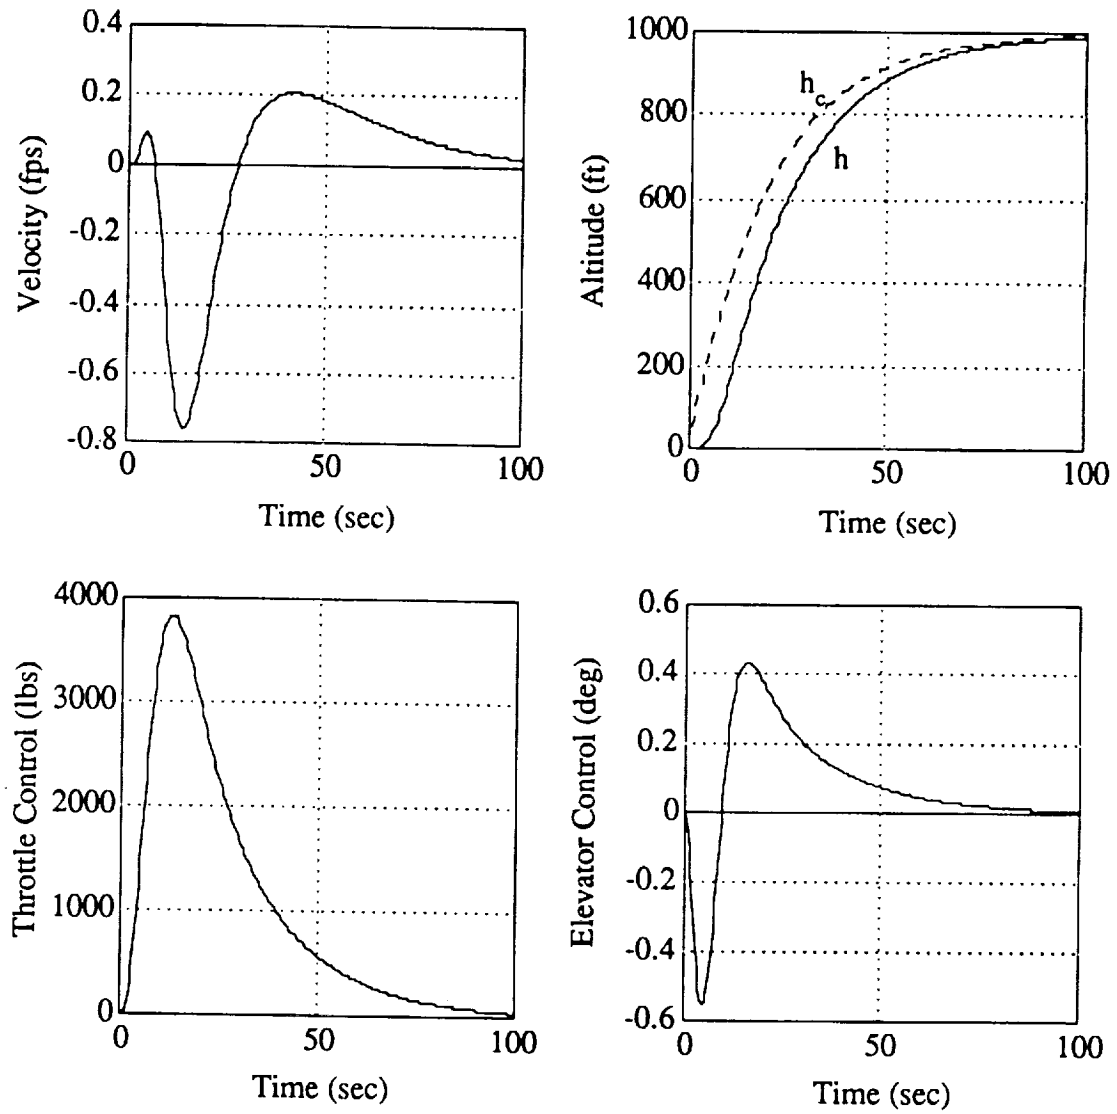 Velocity (fps)
0.4
0.2
0
-0.2
-0.4
-0.6
-0.8
0 50 100
Time (sec)
Altitude (ft)
1000
800
600
400
200
0
h_c
h
0 50 100
Time (sec)
Throttle Control (lbs)
4000
3000
2000
1000
0
0 50 100
Time (sec)
Elevator Control (deg)
0.6
0.4
0.2
0
-0.2
-0.4
-0.6
0 50 100
Time (sec)